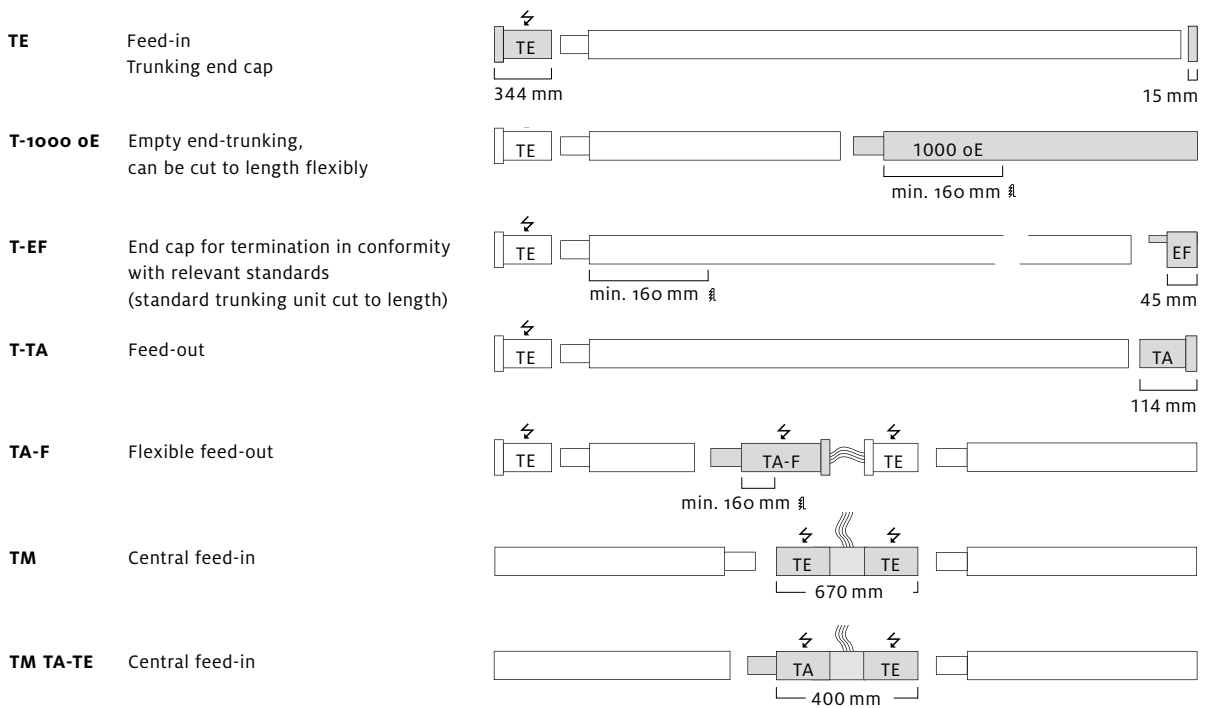 TE Feed-in TE
Trunking end cap
344 mm 15 mm
T-1000 0E Empty end-trunking, TE 1000 0E
can be cut to length flexibly
min. 160 mm
T-EF End cap for termination in conformity TE EF
with relevant standards
(standard trunking unit cut to length) min. 160 mm 45 mm
T-TA Feed-out TE TA
114 mm
TA-F Flexible feed-out TE TA-F TE
min. 160 mm
TM Central feed-in TE TE
670 mm
TM TA-TE Central feed-in TA TE
400 mm